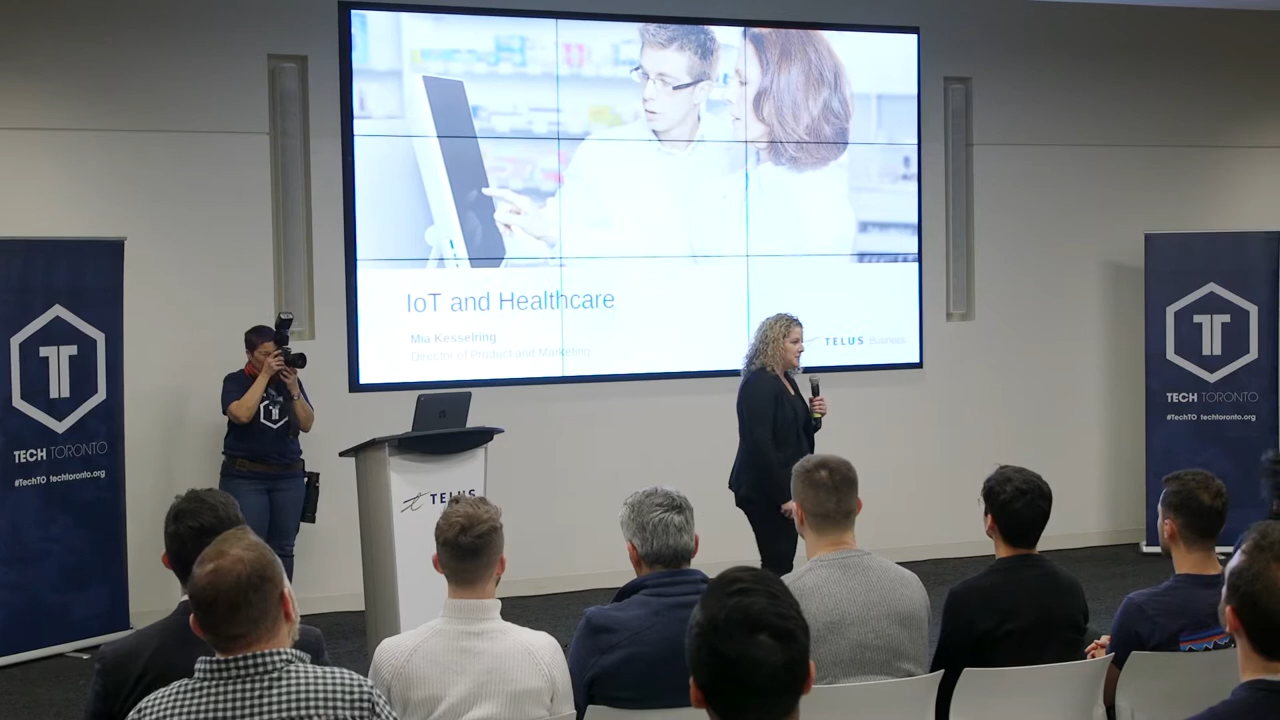 IoT and Healthcare
Mia Kesselring
Director of Product and Marketing
TELUS Business
TECH TORONTO
#TechTO techtoronto.org
TELUS
TECH TORONTO
#TechTO techtoronto.org